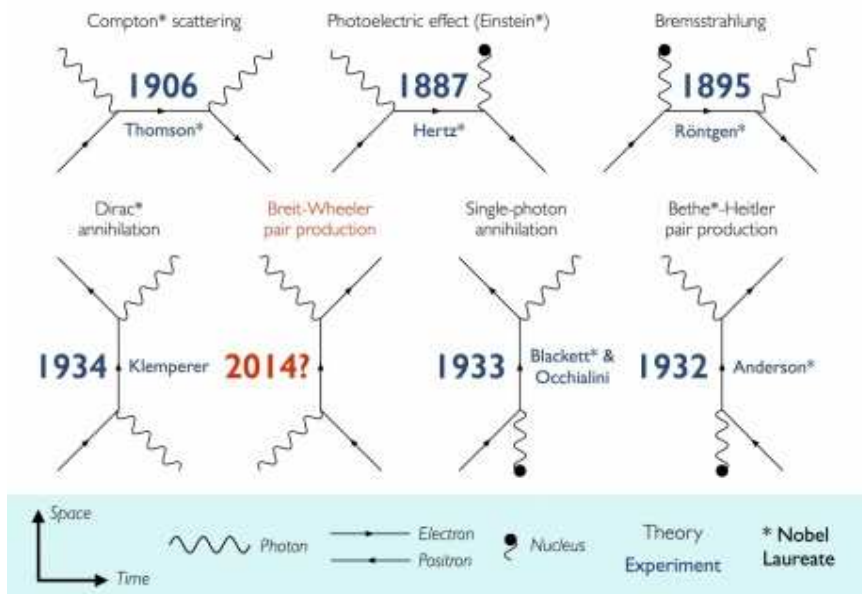 Compton* scattering
Photoelectric effect (Einstein*)
Bremsstrahlung
1906
1887
1895
Thomson*
Hertz*
Röntgen*
Dirac*
annihilation
Breit-Wheeler
pair production
Single-photon
annihilation
Bethe*-Heitler
pair production
1934
Klemperer
2014?
1933
Blackett* &
Occhialini
1932
Anderson*
Space
Time
Photon
Electron
Positron
Nucleus
Theory
Experiment
* Nobel
Laureate